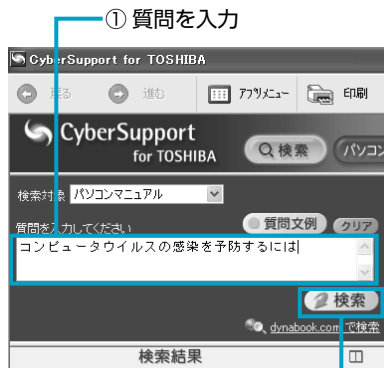 ① 質問を入力
CyberSupport for TOSHIBA
戻る 進む アプリメニュー 印刷
CyberSupport
for TOSHIBA
検索 パソコン
検索対象 パソコンマニュアル
質問を入力してください 質問文例 クリア
コンピュータウイルスの感染を予防するには
検索
dynabook.com で検索
検索結果